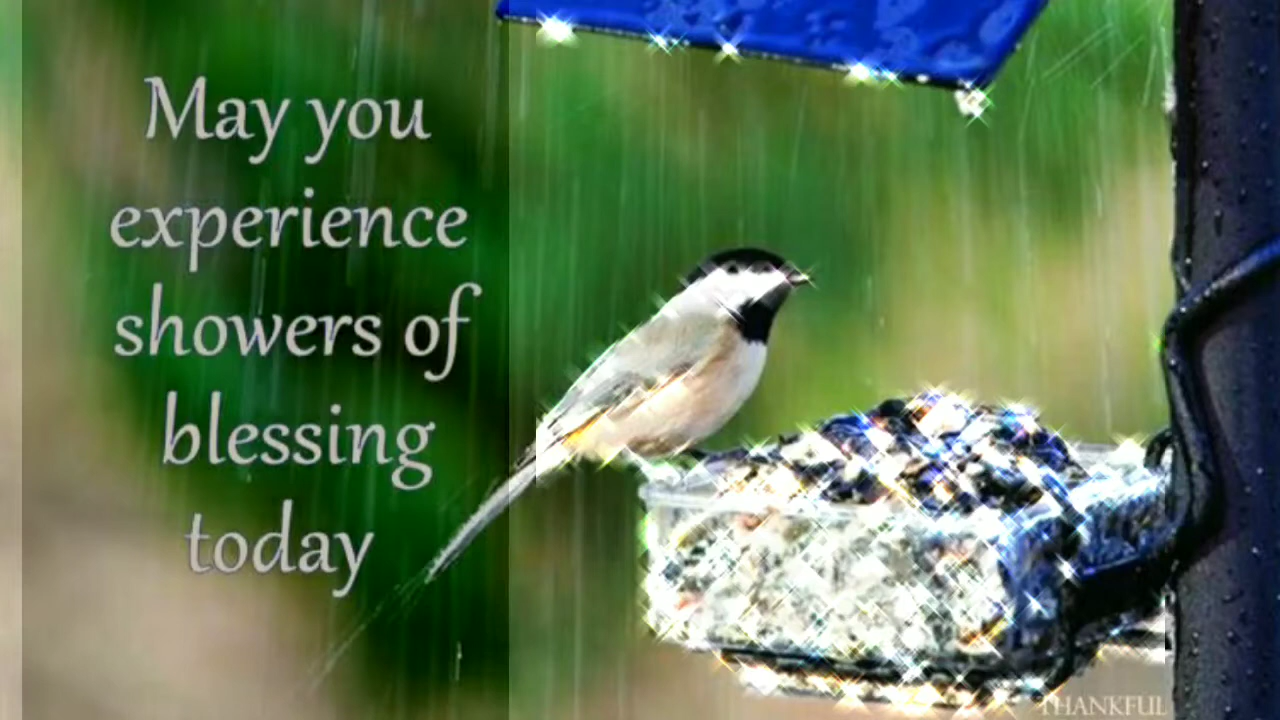 May you
experience
showers of
blessing
today
THANKFUL